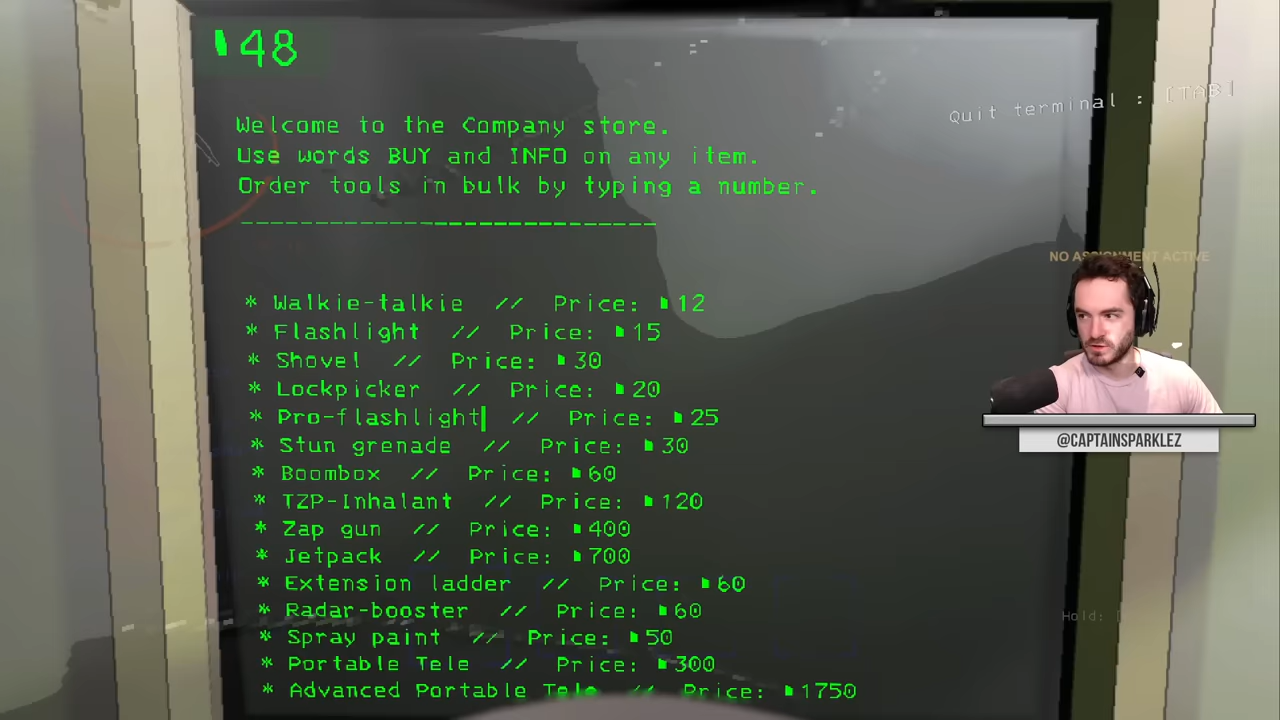 48
Quit terminal : [TAB]
Welcome to the Company store.
Use words BUY and INFO on any item.
Order tools in bulk by typing a number.
-----------------------------
NO ASSIGNMENT ACTIVE
* Walkie-talkie // Price: ▮12
* Flashlight // Price: ▮15
* Shovel // Price: ▮30
* Lockpicker // Price: ▮20
* Pro-flashlight // Price: ▮25
* Stun grenade // Price: ▮30
* Boombox // Price: ▮60
* TZP-Inhalant // Price: ▮120
* Zap gun // Price: ▮400
* Jetpack // Price: ▮700
* Extension ladder // Price: ▮60
* Radar-booster // Price: ▮60
* Spray paint // Price: ▮50
* Portable Tele // Price: ▮300
* Advanced Portable Tele // Price: ▮1750
@CAPTAINSPARKLEZ
Hold: [